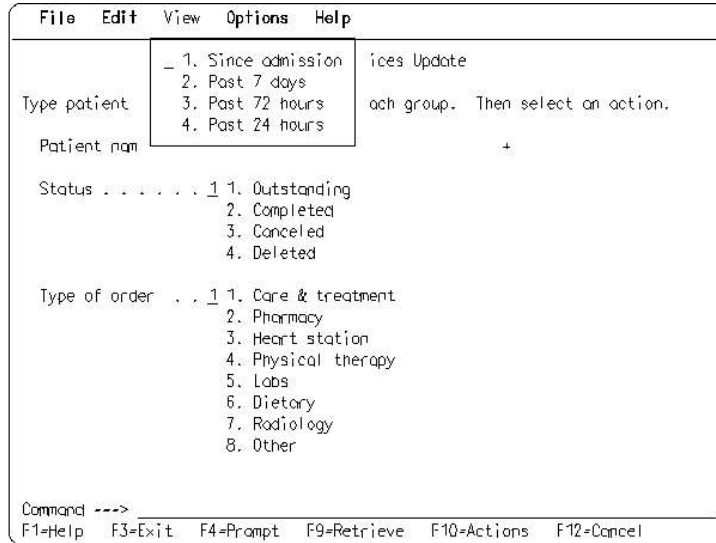 File Edit View Options Help
_ 1. Since admission ices Update
2. Past 7 days
Type patient 3. Past 72 hours ach group. Then select an action.
4. Past 24 hours
Patient nam +
Status . . . . . . 1 1. Outstanding
2. Completed
3. Canceled
4. Deleted
Type of order . . 1 1. Care & treatment
2. Pharmacy
3. Heart station
4. Physical therapy
5. Labs
6. Dietary
7. Radiology
8. Other
Command ---> ______________________________
F1=Help F3=Exit F4=Prompt F9=Retrieve F10=Actions F12=Cancel